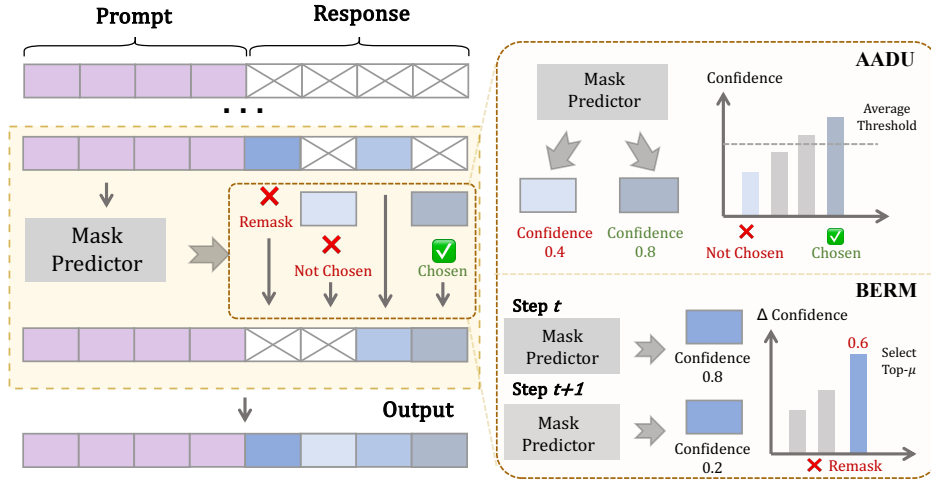 Prompt
Response
. . .
Mask
Predictor
Remask
Not Chosen
Chosen
Output
AADU
Mask
Predictor
Confidence
0.4
Confidence
0.8
Confidence
Average
Threshold
Not Chosen
Chosen
BERM
Step t
Mask
Predictor
Confidence
0.8
Step t+1
Mask
Predictor
Confidence
0.2
Δ Confidence
0.6
Select
Top-μ
Remask